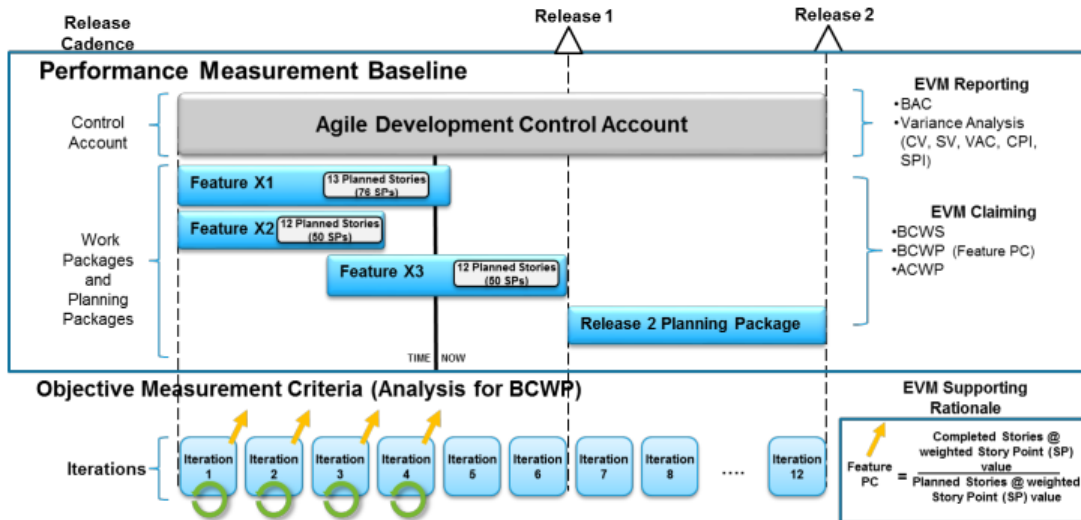 Release
Cadence
Release 1
Release 2
Performance Measurement Baseline
Control
Account
Agile Development Control Account
EVM Reporting
•BAC
•Variance Analysis
(CV, SV, VAC, CPI,
SPI)
Work
Packages
and
Planning
Packages
Feature X1
13 Planned Stories
(76 SPs)
Feature X2
12 Planned Stories
(50 SPs)
Feature X3
12 Planned Stories
(50 SPs)
Release 2 Planning Package
EVM Claiming
•BCWS
•BCWP (Feature PC)
•ACWP
TIME NOW
Objective Measurement Criteria (Analysis for BCWP)
Iterations
Iteration
1
Iteration
2
Iteration
3
Iteration
4
Iteration
5
Iteration
6
Iteration
7
Iteration
8
....
Iteration
12
EVM Supporting
Rationale
Feature
PC
=
Completed Stories @
weighted Story Point (SP)
value
Planned Stories @ weighted
Story Point (SP) value